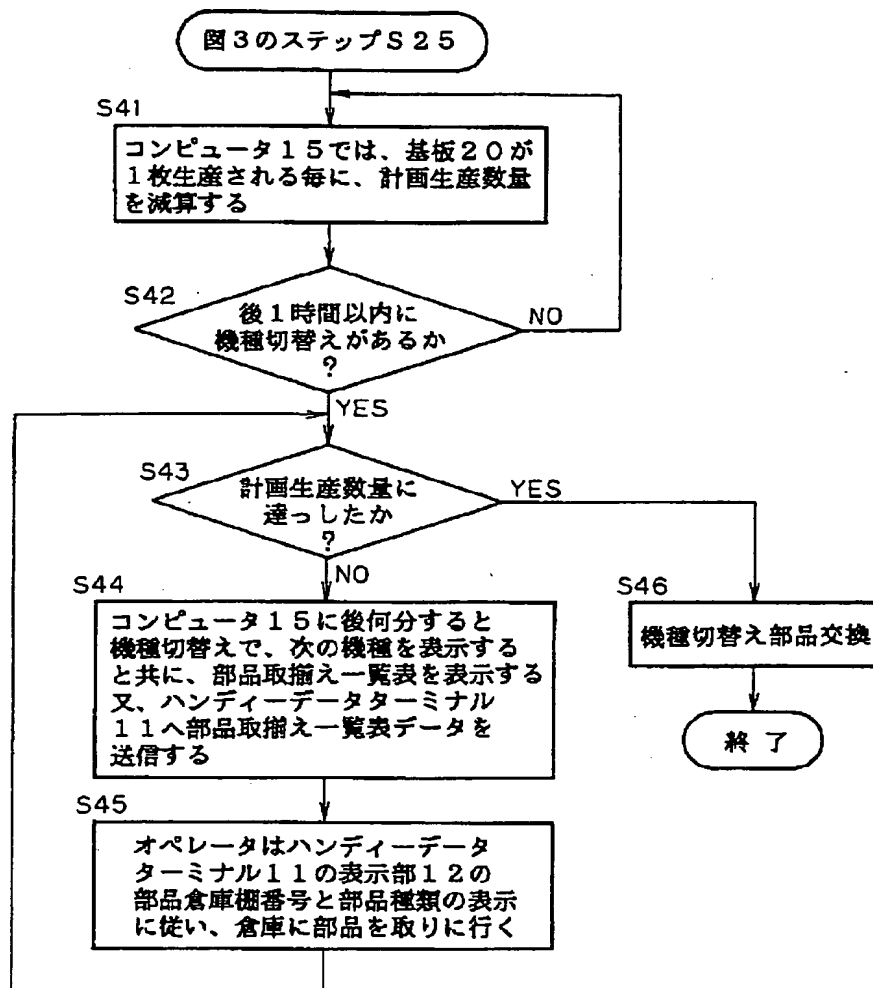 図3のステップS25
S41
コンピュータ15では、基板20が
1枚生産される毎に、計画生産数量
を減算する
S42
後1時間以内に
機種切替えがあるか
?
NO
YES
S43
計画生産数量に
達っしたか
?
YES
NO
S44
コンピュータ15に後何分すると
機種切替えで、次の機種を表示する
と共に、部品取揃え一覧表を表示する
又、ハンディーデータターミナル
11へ部品取揃え一覧表データを
送信する
S46
機種切替え部品交換
終了
S45
オペレータはハンディーデータ
ターミナル11の表示部12の
部品倉庫棚番号と部品種類の表示
に従い、倉庫に部品を取りに行く